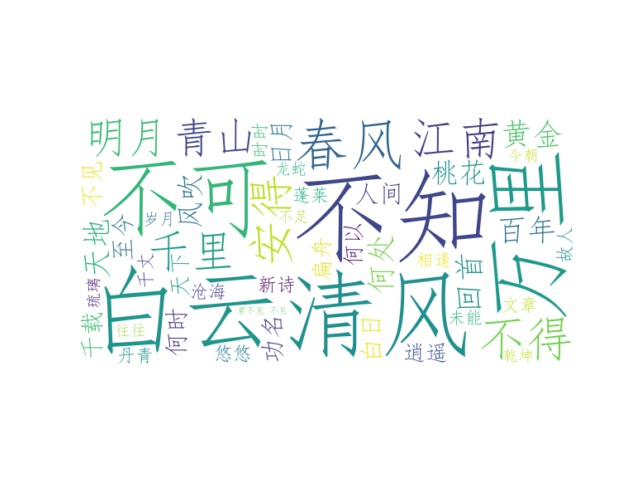 明月
青山
春风
江南
黄金
今朝
日月
不见
不可
龙蛇
不知
桃花
万里
风吹
安得
蓬莱
人间
岁月
不足
百年
天地
至今
千里
扁舟
何以
何处
相逢
故人
千丈
天下
回首
琉璃
白云
沧海
新诗
清风
文章
千载
往往
何时
君不见 不见
未能
不得
丹青
悠悠
功名
白日
逍遥
乾坤